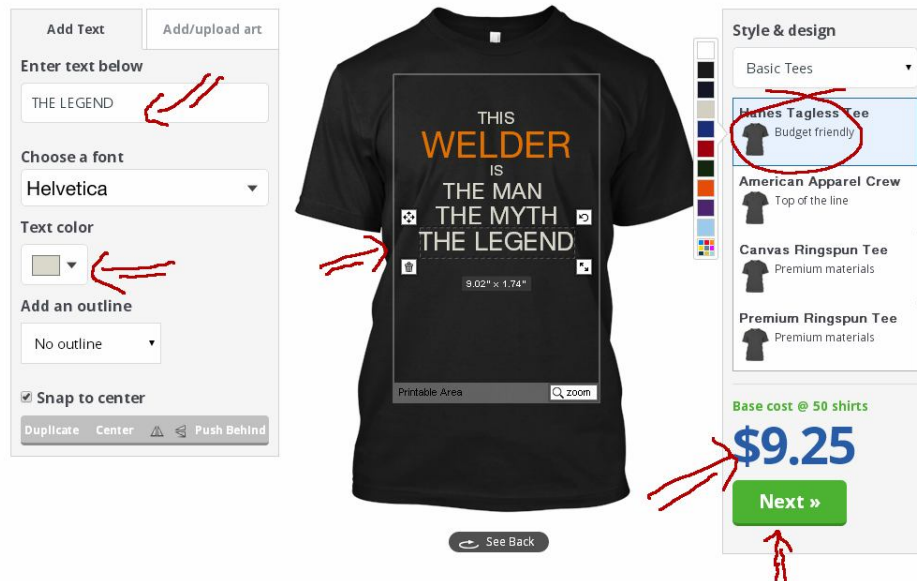 Add Text
Add/upload art
Enter text below
THE LEGEND
Choose a font
Helvetica
Text color
Add an outline
No outline
Snap to center
Duplicate Center Push Behind
THIS
WELDER
IS
THE MAN
THE MYTH
THE LEGEND
9.02" x 1.74"
Printable Area
zoom
See Back
Style & design
Basic Tees
Hanes Tagless Tee
Budget friendly
American Apparel Crew
Top of the line
Canvas Ringspun Tee
Premium materials
Premium Ringspun Tee
Premium materials
Base cost @ 50 shirts
$9.25
Next »